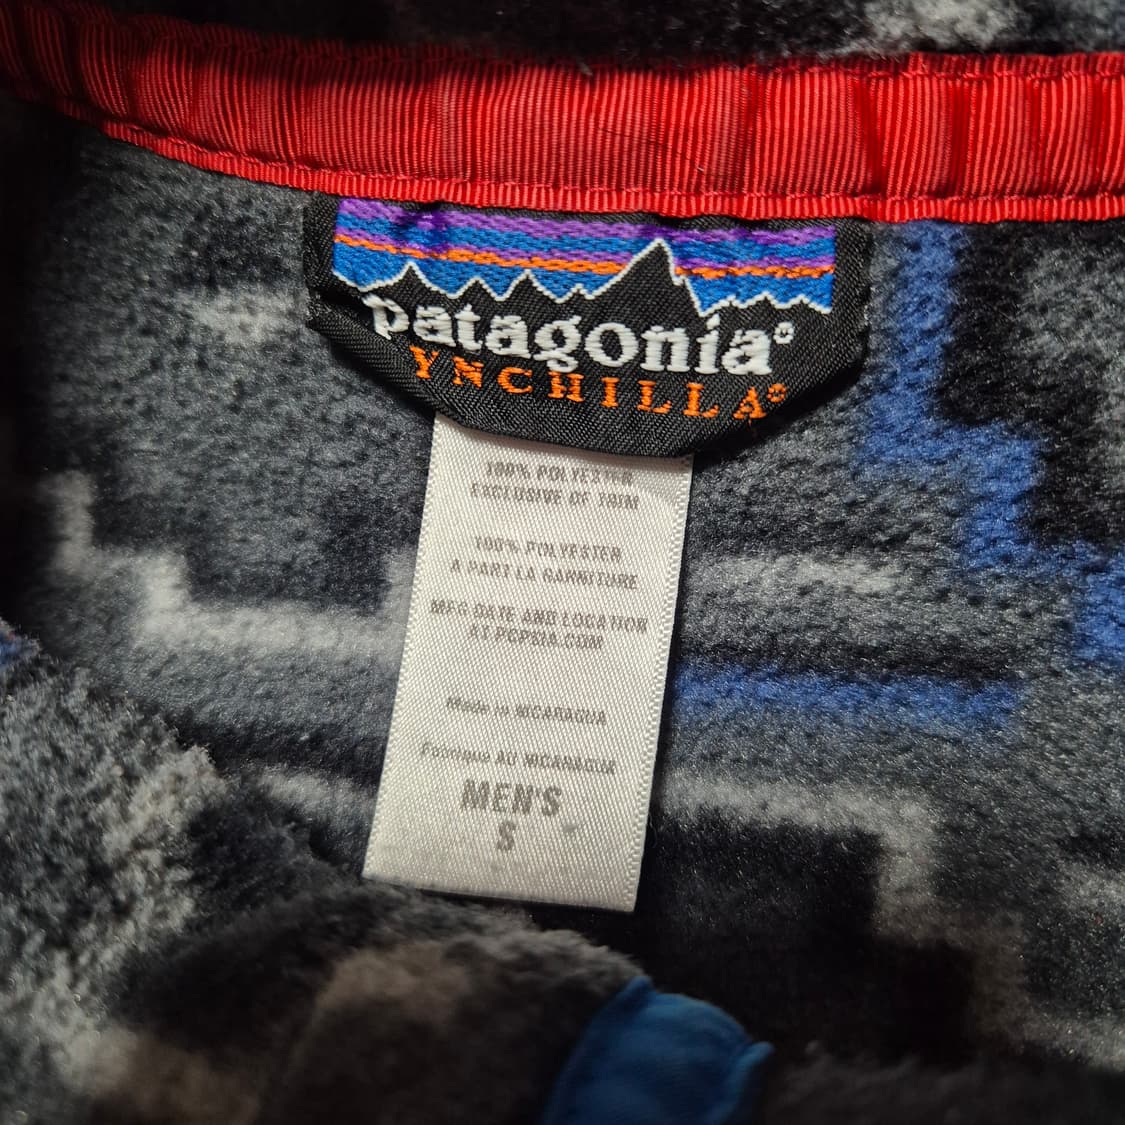 patagonia®
YNCHILLA®
100% POLYESTER
EXCLUSIVE OF TRIM
100% POLYESTER
A PART LA GARNITURE
MFG DATE AND LOCATION
AT PCPSIA.COM
Made in NICARAGUA
Fabriqué AU NICARAGUA
MEN'S
S